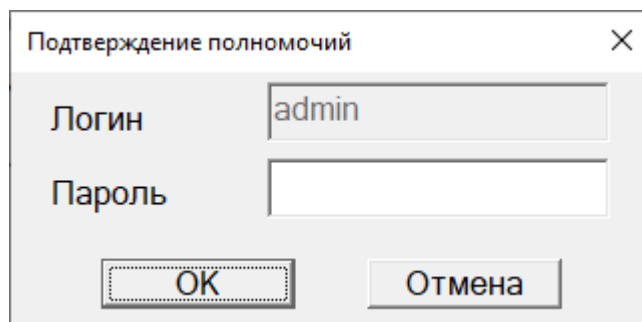 Подтверждение полномочий
Логин admin
Пароль
OK Отмена